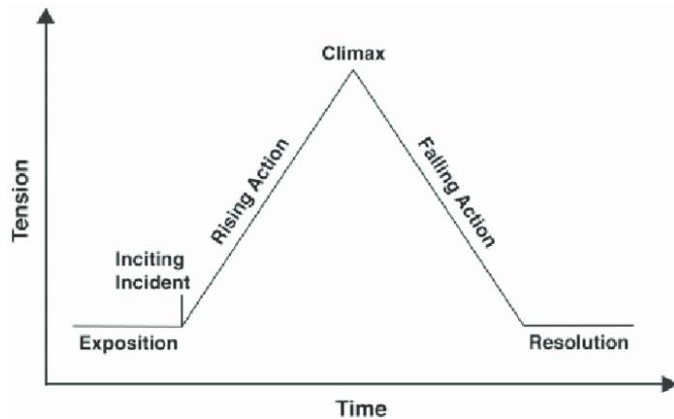 Climax
Rising Action
Falling Action
Tension
Inciting
Incident
Exposition
Resolution
Time